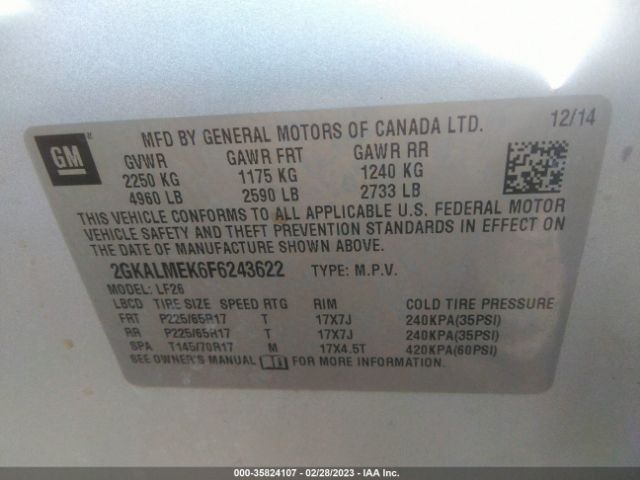 GM
12/14
MFD BY GENERAL MOTORS OF CANADA LTD.
GVWR GAWR FRT GAWR RR
2250 KG 1175 KG 1240 KG
4960 LB 2590 LB 2733 LB
THIS VEHICLE CONFORMS TO ALL APPLICABLE U.S. FEDERAL MOTOR
VEHICLE SAFETY AND THEFT PREVENTION STANDARDS IN EFFECT ON
THE DATE OF MANUFACTURE SHOWN ABOVE.
2GKALMEK6F6243622 TYPE: M.P.V.
MODEL: LF26
LBCD TIRE SIZE SPEED RTG RIM COLD TIRE PRESSURE
FRT P225/65R17 T 17X7J 240KPA(35PSI)
RR P225/65R17 T 17X7J 240KPA(35PSI)
SPA T145/70R17 M 17X4.5T 420KPA(60PSI)
SEE OWNER'S MANUAL FOR MORE INFORMATION.
000-35824107 - 02/28/2023 - IAA Inc.